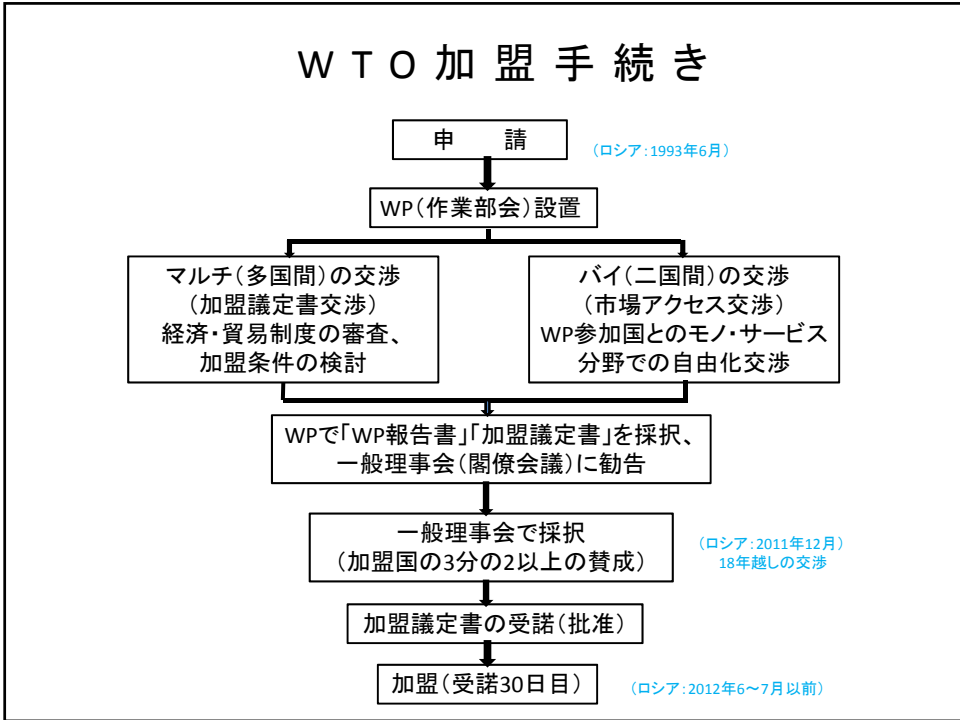 WTO加盟手続き
申　請
（ロシア：1993年6月）
WP（作業部会）設置
マルチ（多国間）の交渉
（加盟議定書交渉）
経済・貿易制度の審査、
加盟条件の検討
バイ（二国間）の交渉
（市場アクセス交渉）
WP参加国とのモノ・サービス
分野での自由化交渉
WPで「WP報告書」「加盟議定書」を採択、
一般理事会（閣僚会議）に勧告
一般理事会で採択
（加盟国の3分の2以上の賛成）
（ロシア：2011年12月）
18年越しの交渉
加盟議定書の受諾（批准）
加盟（受諾30日目）
（ロシア：2012年6～7月以前）